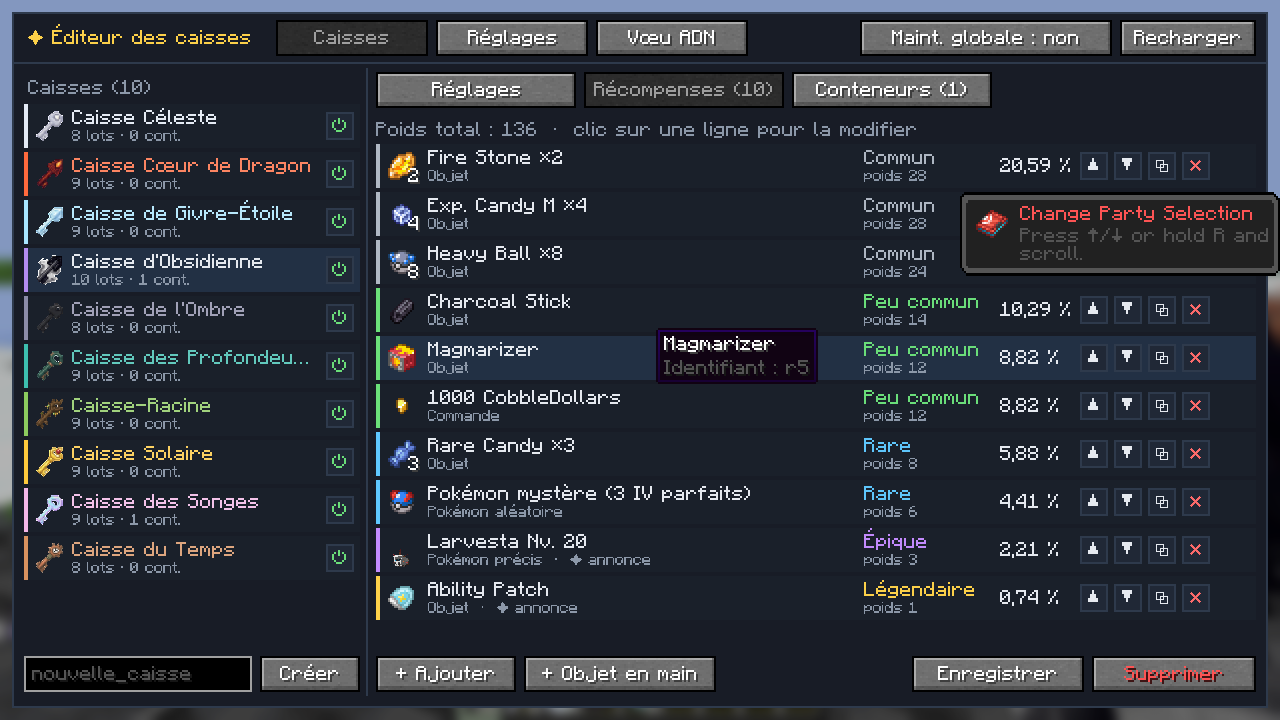 ✦ Éditeur des caisses
Caisses
Réglages
Vœu ADN
Maint. globale : non
Recharger
Caisses (10)
Caisse Céleste
8 lots · 0 cont.
Caisse Cœur de Dragon
9 lots · 0 cont.
Caisse de Givre-Étoile
9 lots · 0 cont.
Caisse d'Obsidienne
10 lots · 1 cont.
Caisse de l'Ombre
8 lots · 0 cont.
Caisse des Profondeu...
9 lots · 0 cont.
Caisse-Racine
9 lots · 0 cont.
Caisse Solaire
9 lots · 0 cont.
Caisse des Songes
9 lots · 1 cont.
Caisse du Temps
8 lots · 0 cont.
nouvelle_caisse
Créer
Réglages
Récompenses (10)
Conteneurs (1)
Poids total : 136 · clic sur une ligne pour la modifier
Fire Stone ×2
Objet
2
Commun
poids 28
20,59 %
Exp. Candy M ×4
Objet
4
Commun
poids 28
Heavy Ball ×8
Objet
8
Commun
poids 24
Charcoal Stick
Objet
Peu commun
poids 14
10,29 %
Magmarizer
Objet
Peu commun
poids 12
8,82 %
1000 CobbleDollars
Commande
Peu commun
poids 12
8,82 %
Rare Candy ×3
Objet
3
Rare
poids 8
5,88 %
Pokémon mystère (3 IV parfaits)
Pokémon aléatoire
Rare
poids 6
4,41 %
Larvesta Nv. 20
Pokémon précis · ✦ annonce
Épique
poids 3
2,21 %
Ability Patch
Objet · ✦ annonce
Légendaire
poids 1
0,74 %
Magmarizer
Identifiant : r5
Change Party Selection
Press ↑/↓ or hold R and
scroll.
+ Ajouter
+ Objet en main
Enregistrer
Supprimer